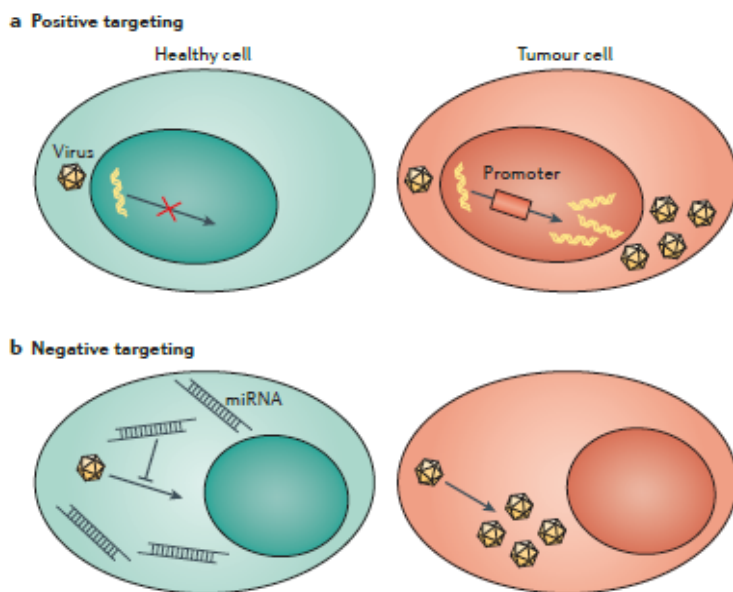 a Positive targeting
Healthy cell
Tumour cell
Virus
Promoter
b Negative targeting
miRNA